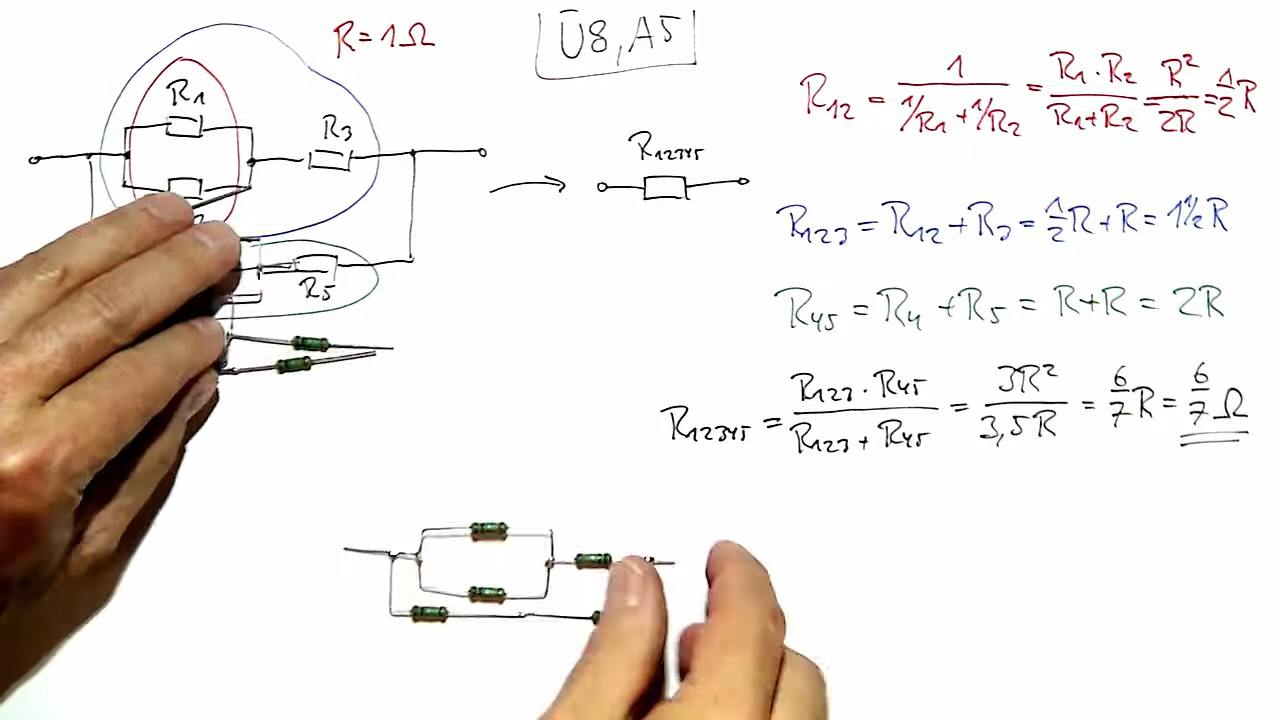 R=1Ω
Ü8, A5
R1
R3
R5
R12345
R12 = 1 / (1/R1 + 1/R2) = R1·R2 / (R1+R2) = R² / 2R = 1/2 R
R123 = R12 + R3 = 1/2 R + R = 1 1/2 R
R45 = R4 + R5 = R+R = 2R
R12345 = R123 · R45 / (R123 + R45) = 3R² / 3,5R = 6/7 R = 6/7 Ω